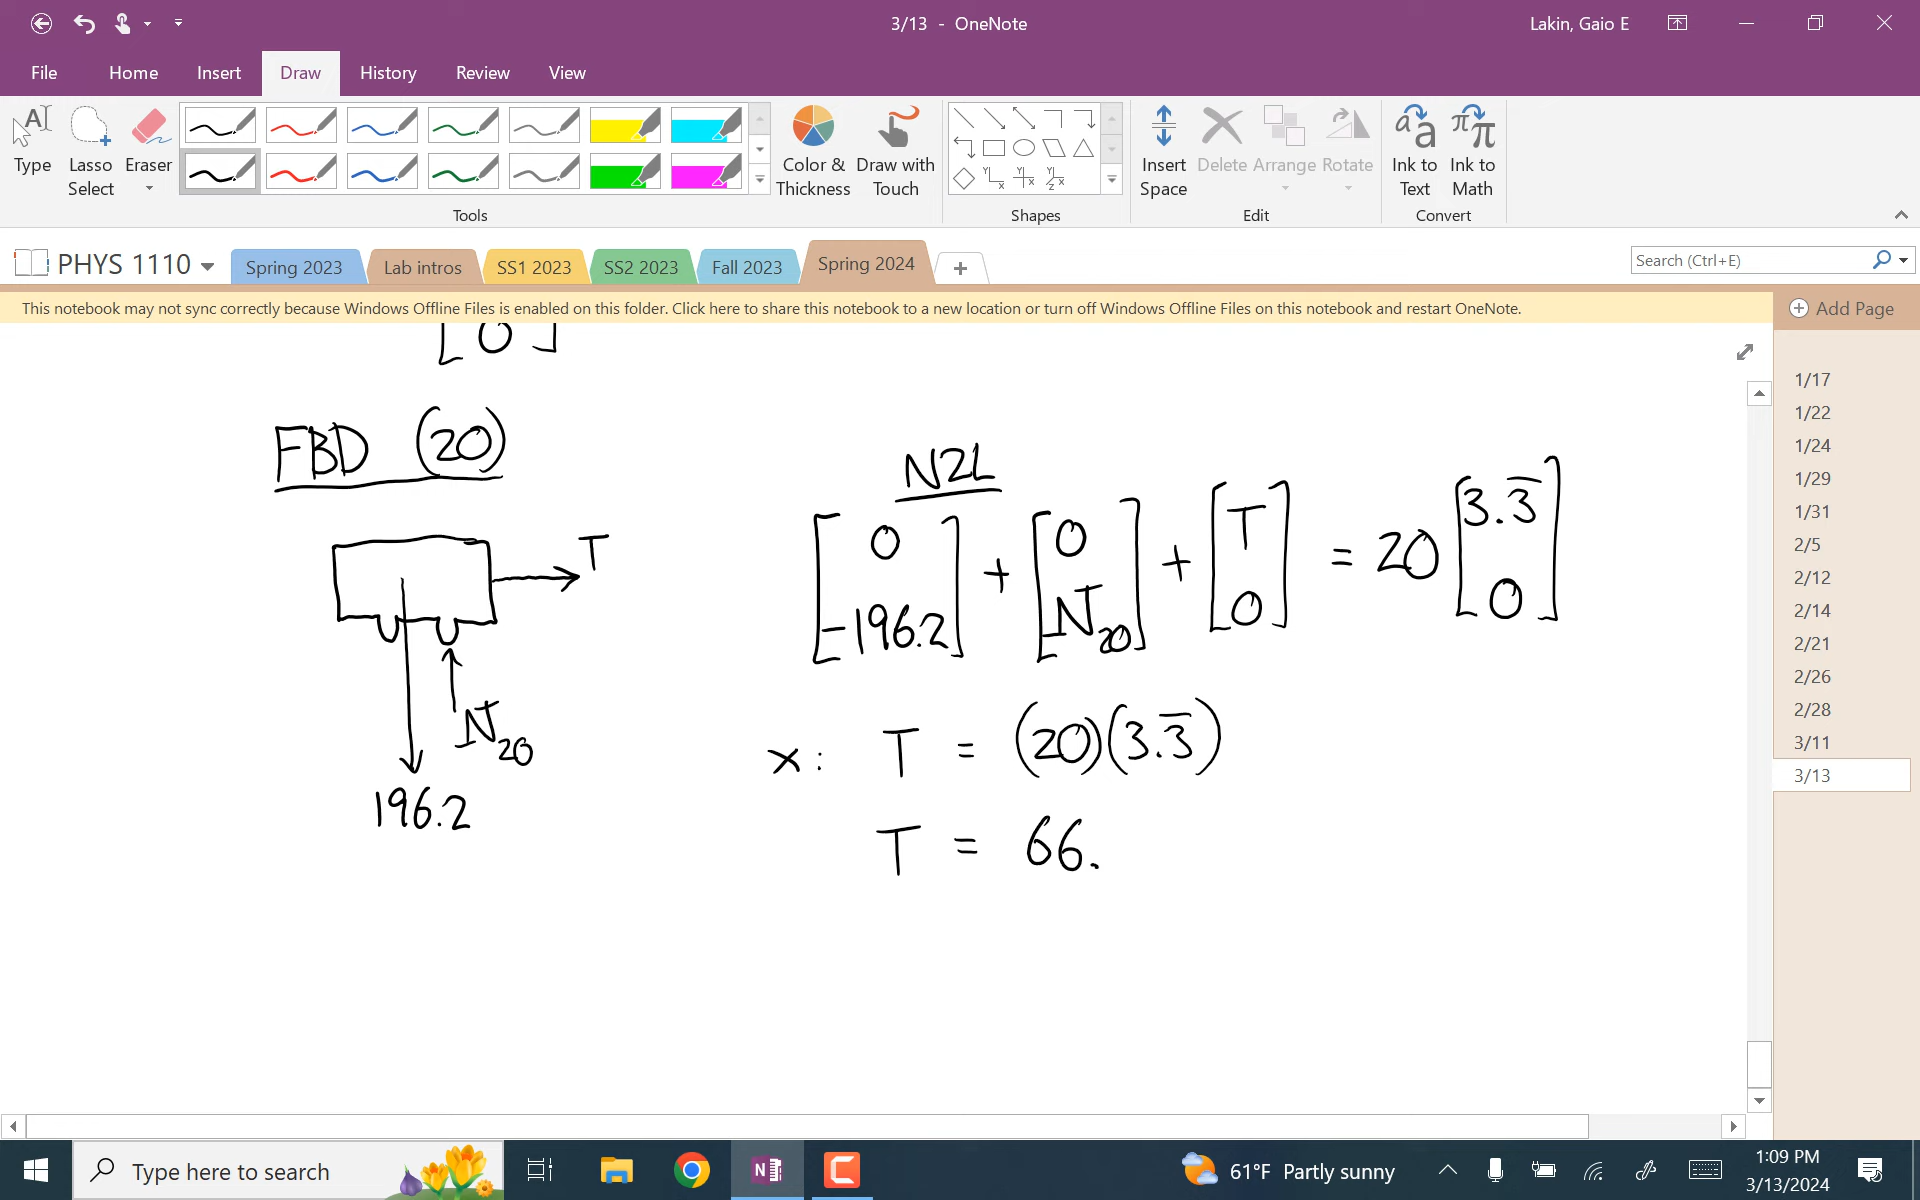 3/13 - OneNote
Lakin, Gaio E
File Home Insert Draw History Review View
Type
Lasso Select
Eraser
Color & Thickness
Draw with Touch
Insert Space
Delete
Arrange
Rotate
Ink to Text
Ink to Math
Tools
Shapes
Edit
Convert
PHYS 1110
Spring 2023
Lab intros
SS1 2023
SS2 2023
Fall 2023
Spring 2024
Search (Ctrl+E)
This notebook may not sync correctly because Windows Offline Files is enabled on this folder. Click here to share this notebook to a new location or turn off Windows Offline Files on this notebook and restart OneNote.
Add Page
1/17
1/22
1/24
1/29
1/31
2/5
2/12
2/14
2/21
2/26
2/28
3/11
3/13
[0]
FBD (20)
T
N₂₀
196.2
N2L
[0 -196.2] + [0 N₂₀] + [T 0] = 20 [3.3̅ 0]
x: T = (20)(3.3̅)
T = 66.
Type here to search
61°F Partly sunny
1:09 PM
3/13/2024